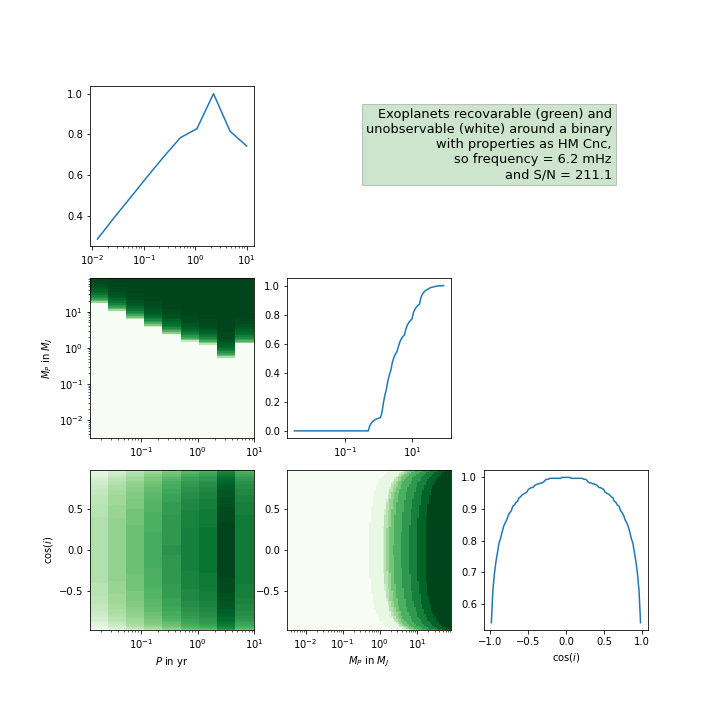 Exoplanets recovarable (green) and
unobservable (white) around a binary
with properties as HM Cnc,
so frequency = 6.2 mHz
and S/N = 211.1
1.0
0.8
0.6
0.4
10⁻² 10⁻¹ 10⁰ 10¹
M_P in M_J
10¹
10⁰
10⁻¹
10⁻²
10⁻¹ 10⁰ 10¹
1.0
0.8
0.6
0.4
0.2
0.0
10⁻¹ 10¹
cos(i)
0.5
0.0
−0.5
10⁻¹ 10⁰ 10¹
P in yr
0.5
0.0
−0.5
10⁻² 10⁻¹ 10⁰ 10¹
M_P in M_J
1.0
0.9
0.8
0.7
0.6
−1.0 −0.5 0.0 0.5 1.0
cos(i)